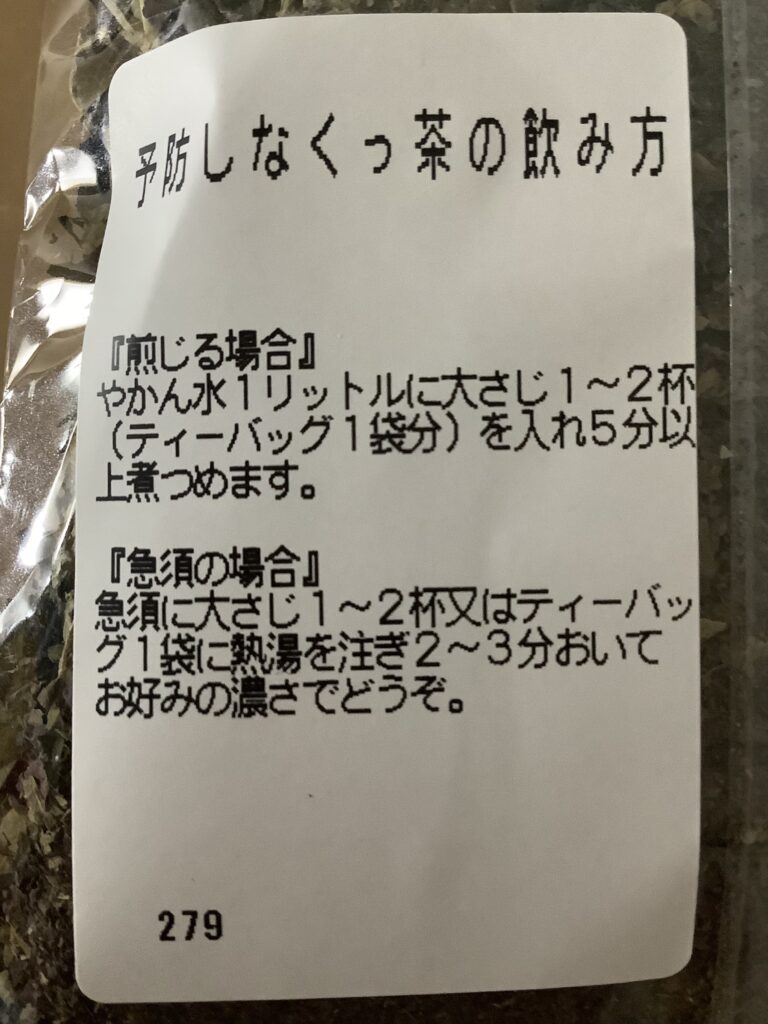 予防しなくっ茶の飲み方
『煎じる場合』
やかん水１リットルに大さじ１～２杯
（ティーバッグ１袋分）を入れ５分以
上煮つめます。
『急須の場合』
急須に大さじ１～２杯又はティーバッ
グ１袋に熱湯を注ぎ２～３分おいて
お好みの濃さでどうぞ。
279